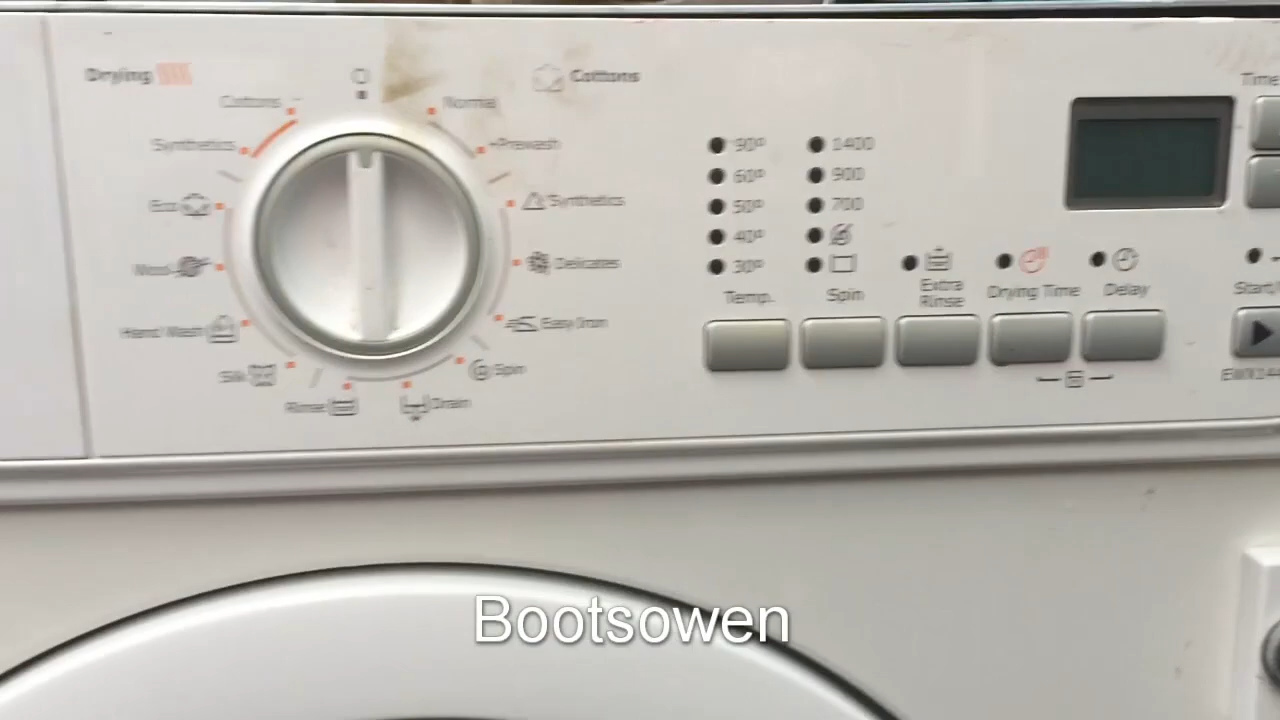 Drying
Cottons
Synthetics
Eco
Wool
Hand Wash
Silk
Rinse
Drain
Spin
Easy Iron
Delicates
Synthetics
+Prewash
Normal
Cottons
90°
60°
50°
40°
30°
Temp.
1400
900
700
Spin
Extra
Rinse
Drying Time
Delay
Time
Start/
Bootsowen